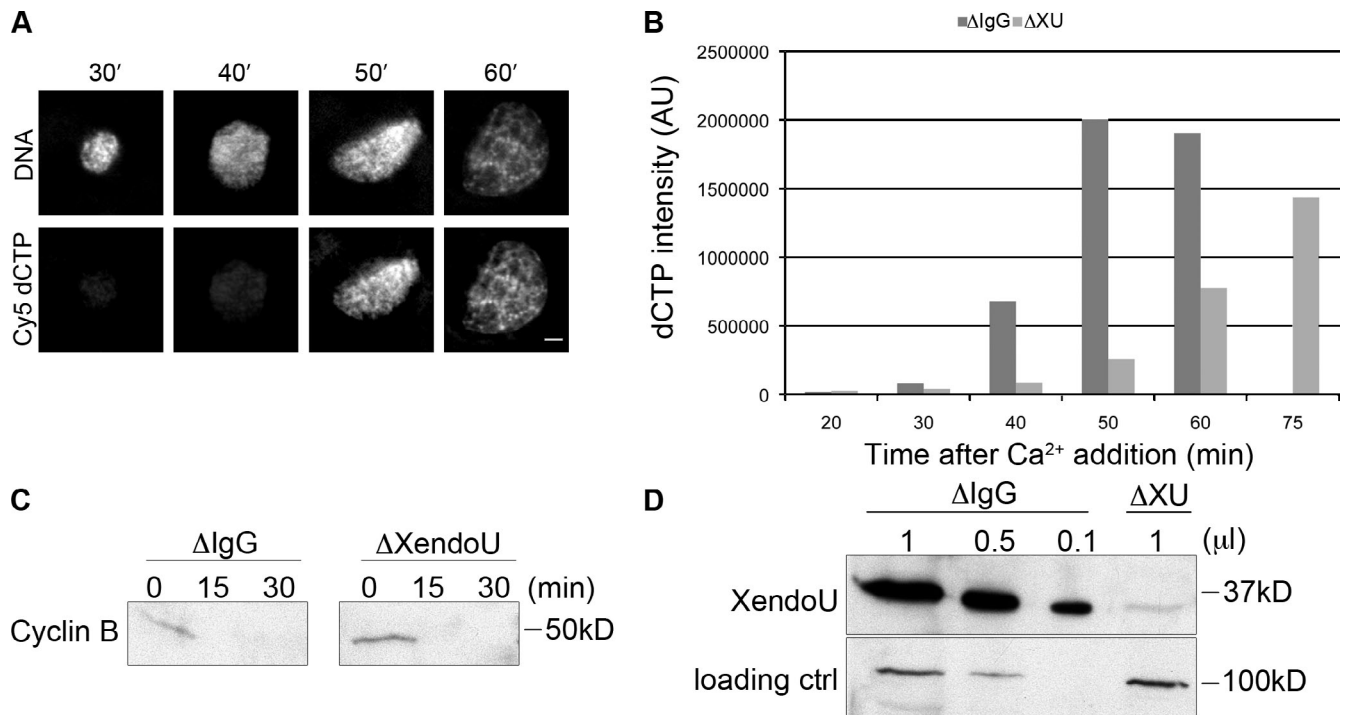 A
30′ 40′ 50′ 60′
DNA
Cy5 dCTP
B
ΔIgG ΔXU
dCTP intensity (AU)
2500000
2000000
1500000
1000000
500000
0
20 30 40 50 60 75
Time after Ca²⁺ addition (min)
C
ΔIgG ΔXendoU
0 15 30 0 15 30 (min)
Cyclin B
–50kD
D
ΔIgG ΔXU
1 0.5 0.1 1 (μl)
XendoU
–37kD
loading ctrl
–100kD